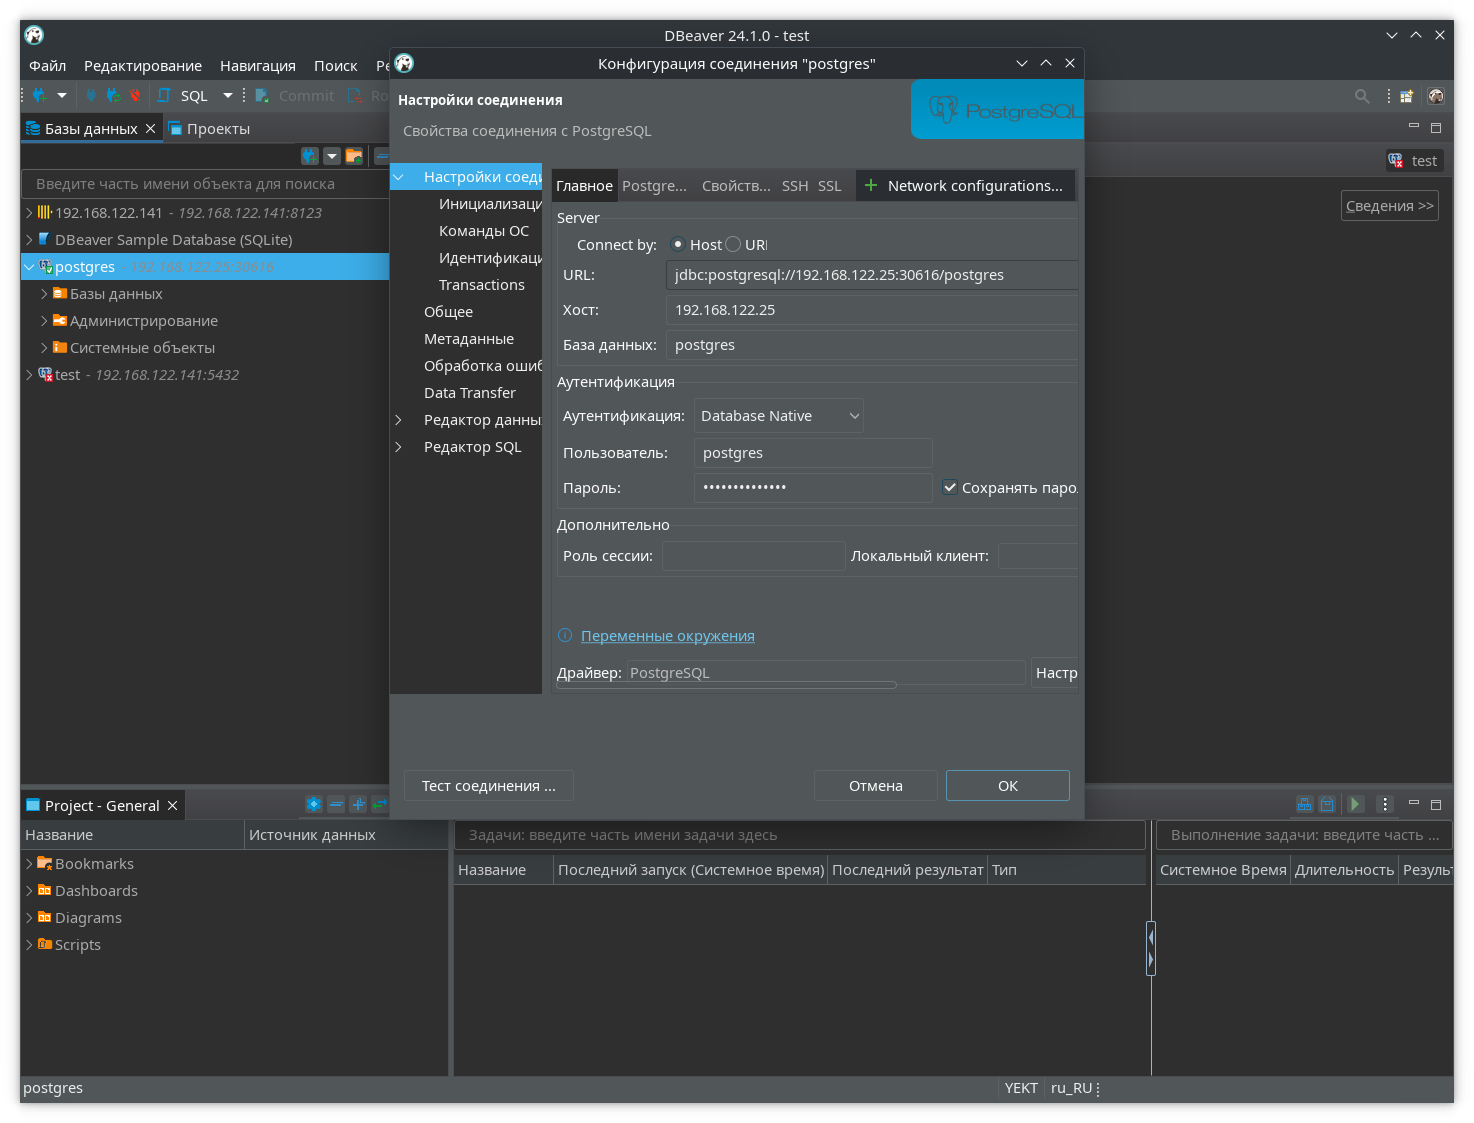 DBeaver 24.1.0 - test
Файл Редактирование Навигация Поиск
SQL Commit
Базы данных Проекты
Введите часть имени объекта для поиска
192.168.122.141 - 192.168.122.141:8123
DBeaver Sample Database (SQLite)
postgres - 192.168.122.25:30616
Базы данных
Администрирование
Системные объекты
test - 192.168.122.141:5432
Конфигурация соединения "postgres"
Настройки соединения
Свойства соединения с PostgreSQL
PostgreSQL
Настройки соеди
Инициализаци
Команды ОС
Идентификаци
Transactions
Общее
Метаданные
Обработка ошиб
Data Transfer
Редактор данны
Редактор SQL
Главное Postgre... Свойств... SSH SSL Network configurations...
Server
Connect by: Host URL
URL: jdbc:postgresql://192.168.122.25:30616/postgres
Хост: 192.168.122.25
База данных: postgres
Аутентификация
Аутентификация: Database Native
Пользователь: postgres
Пароль: •••••••••••••• Сохранять паро
Дополнительно
Роль сессии: Локальный клиент:
Переменные окружения
Драйвер: PostgreSQL Настр
Тест соединения ... Отмена ОК
test
Сведения >>
Project - General
Название Источник данных
Bookmarks
Dashboards
Diagrams
Scripts
Задачи: введите часть имени задачи здесь
Название Последний запуск (Системное время) Последний результат Тип
Выполнение задачи: введите часть ...
Системное Время Длительность Резуль
postgres YEKT ru_RU